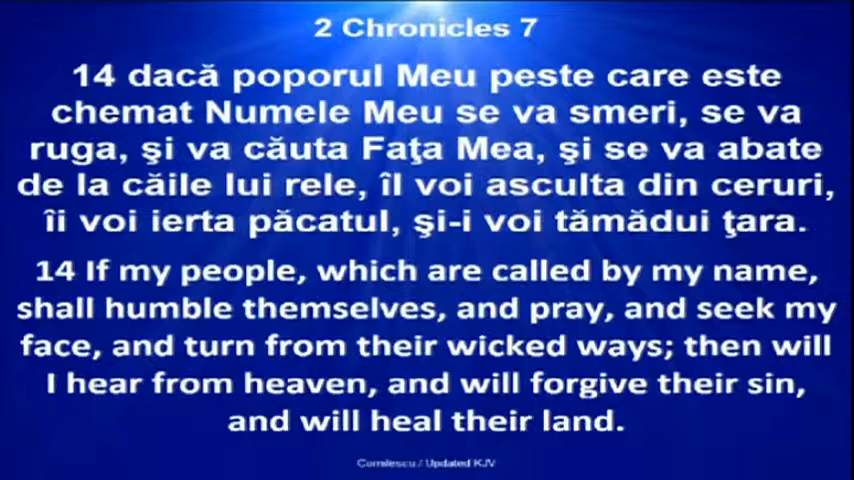 2 Chronicles 7
14 dacă poporul Meu peste care este
chemat Numele Meu se va smeri, se va
ruga, şi va căuta Faţa Mea, şi se va abate
de la căile lui rele, îl voi asculta din ceruri,
îi voi ierta păcatul, şi-i voi tămădui ţara.
14 If my people, which are called by my name,
shall humble themselves, and pray, and seek my
face, and turn from their wicked ways; then will
I hear from heaven, and will forgive their sin,
and will heal their land.
Cornilescu / Updated KJV